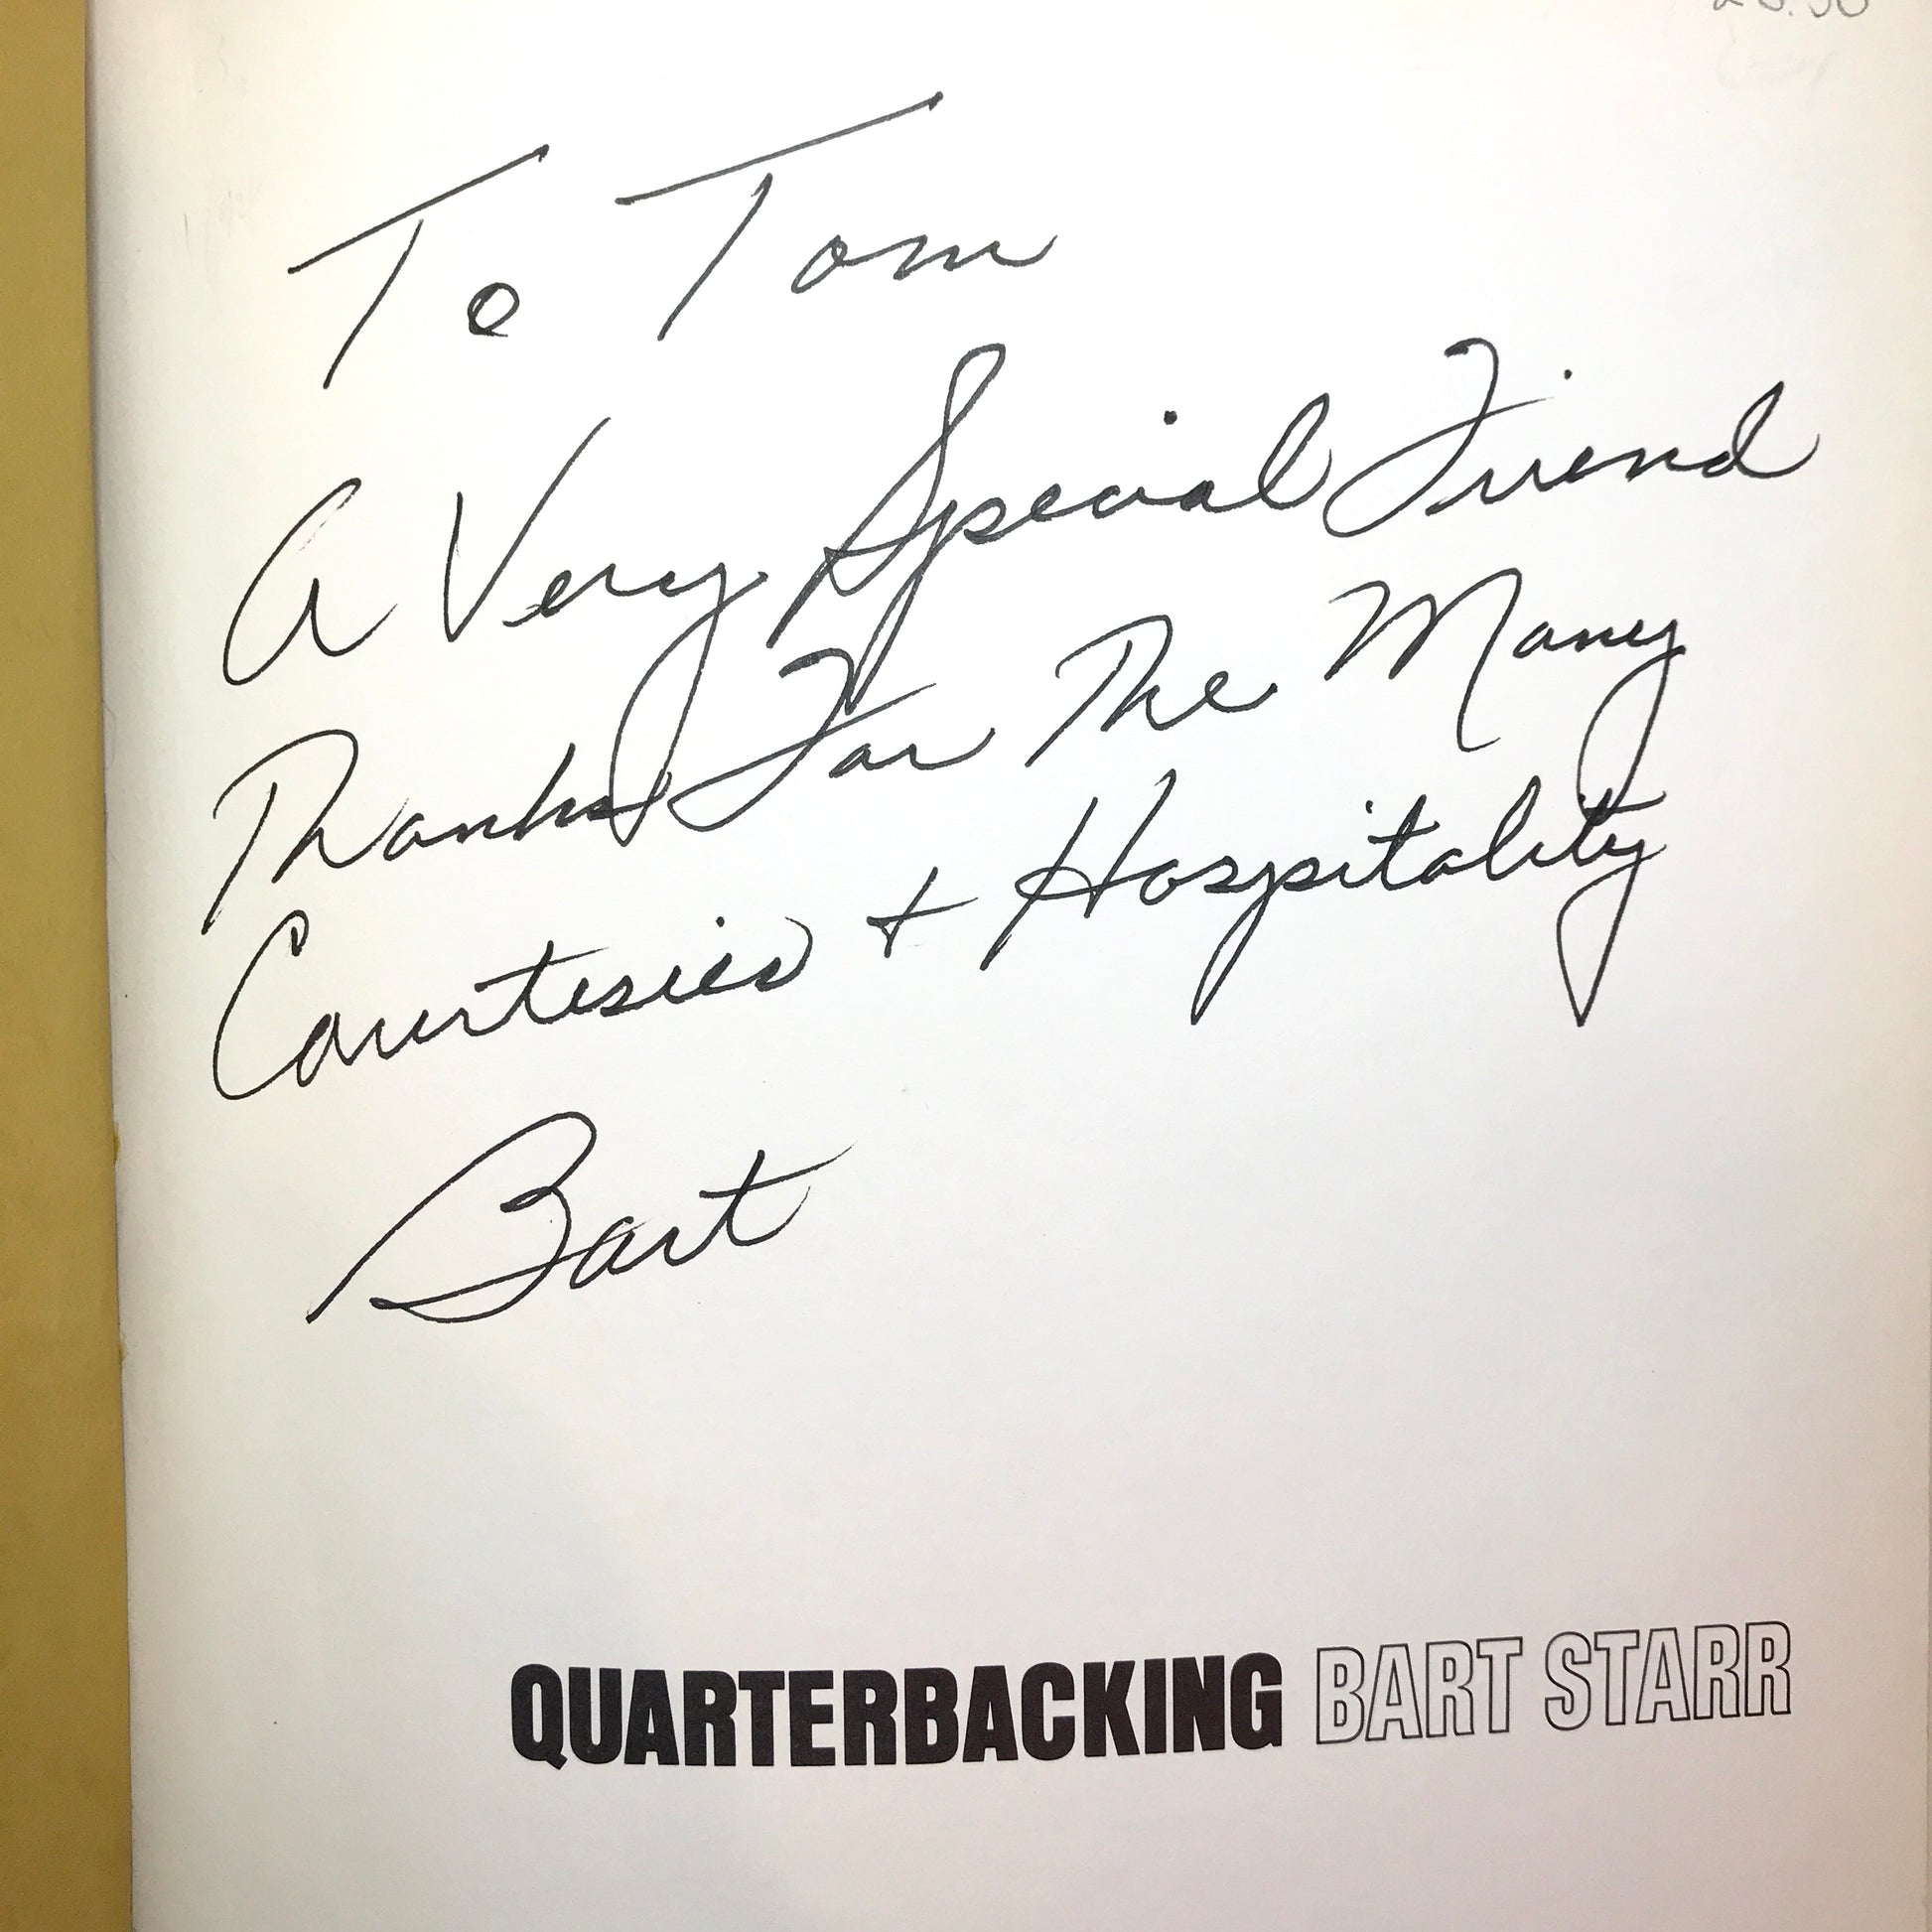 To Tom
A Very Special Friend
Thanks For The Many
Courtesies + Hospitality
Bart
QUARTERBACKING BART STARR